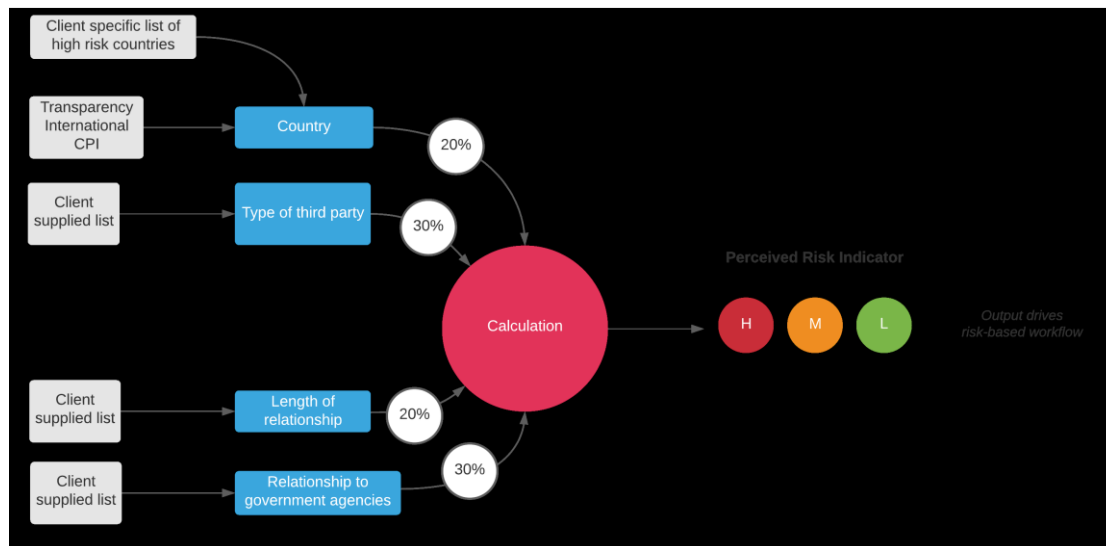 Client specific list of
high risk countries
Transparency
International
CPI
Country
20%
Client
supplied list
Type of third party
30%
Calculation
Perceived Risk Indicator
H
M
L
Output drives
risk-based workflow
Client
supplied list
Length of
relationship
20%
Client
supplied list
Relationship to
government agencies
30%